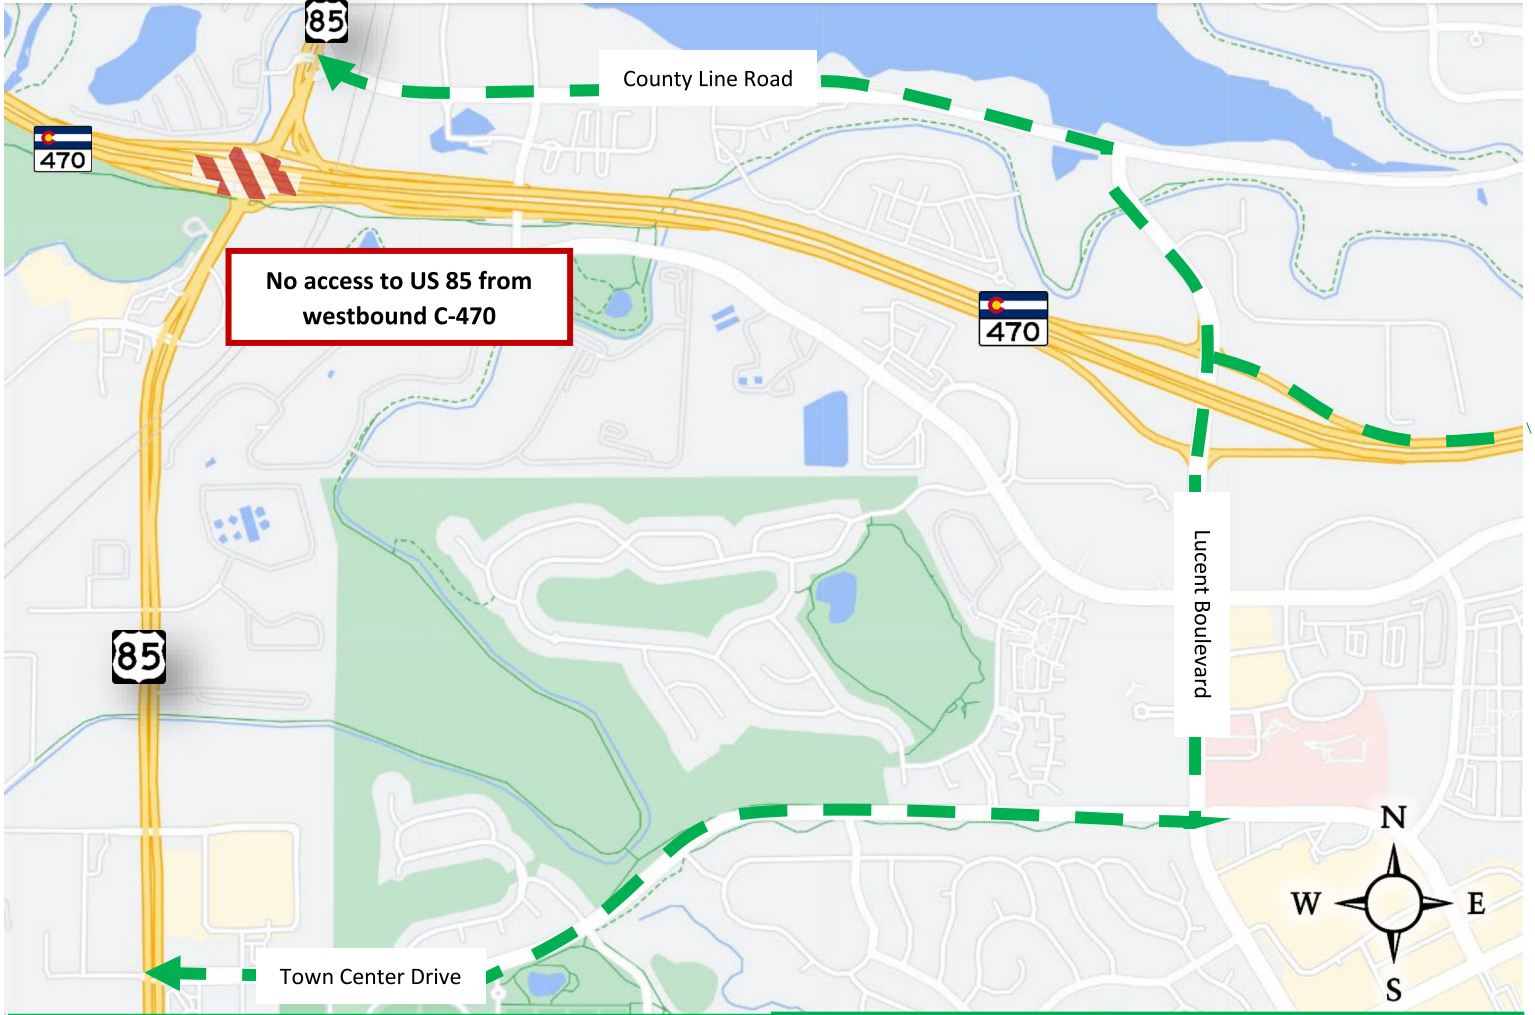 85
County Line Road
470
No access to US 85 from
westbound C-470
470
Lucent Boulevard
85
N
W
E
S
Town Center Drive